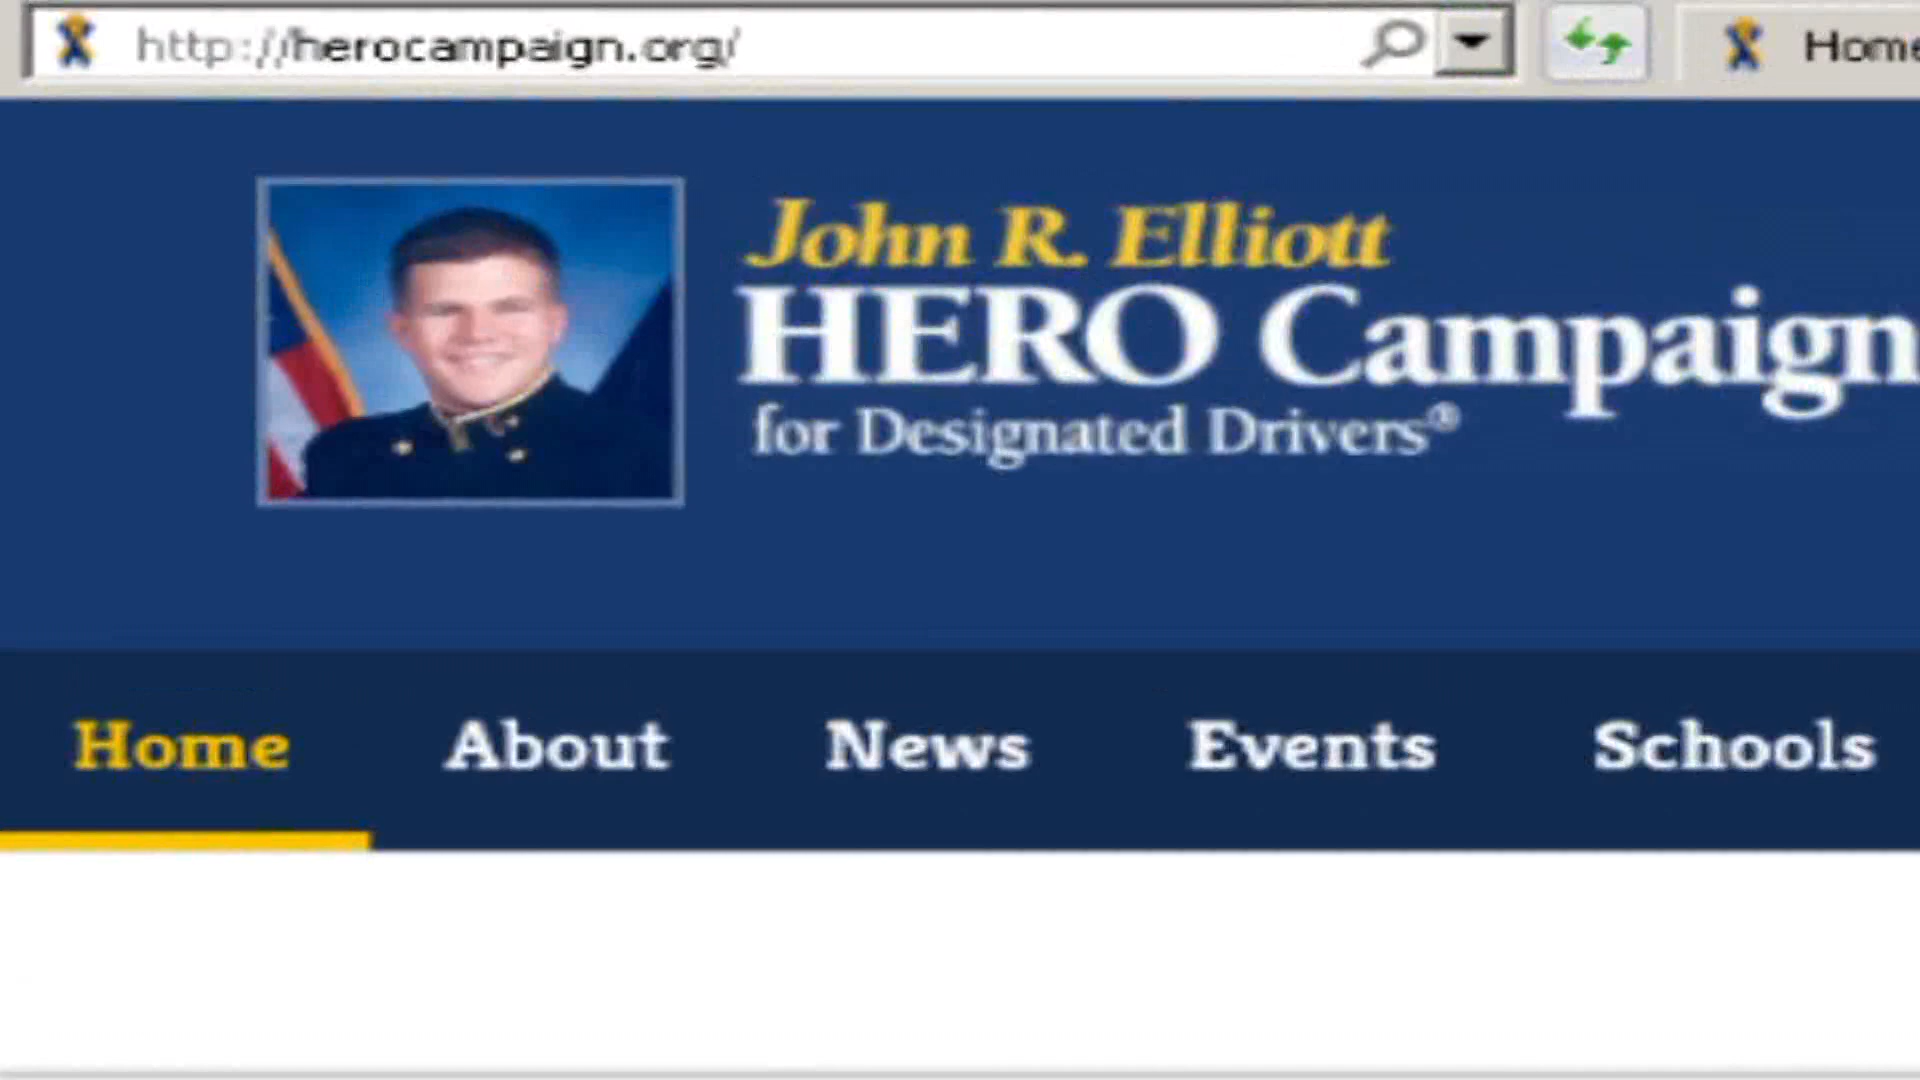 http://herocampaign.org/
Home
John R. Elliott
HERO Campaign
for Designated Drivers®
Home About News Events Schools